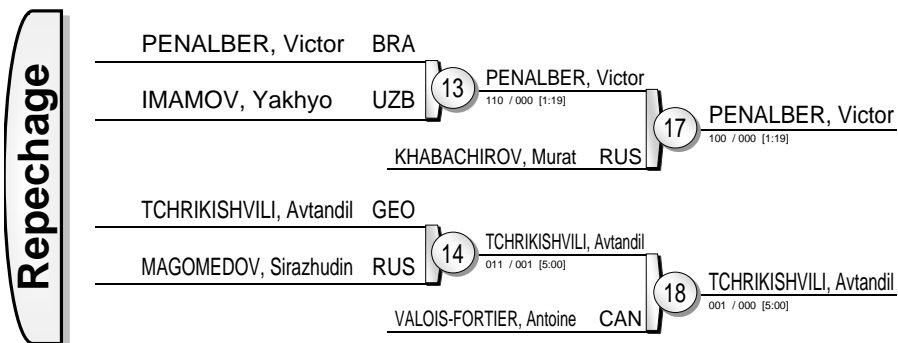 Repechage
PENALBER, Victor BRA
IMAMOV, Yakhyo UZB
13
PENALBER, Victor
110 / 000 [1:19]
KHABACHIROV, Murat RUS
17
PENALBER, Victor
100 / 000 [1:19]
TCHRIKISHVILI, Avtandil GEO
MAGOMEDOV, Sirazhudin RUS
14
TCHRIKISHVILI, Avtandil
011 / 001 [5:00]
VALOIS-FORTIER, Antoine CAN
18
TCHRIKISHVILI, Avtandil
001 / 000 [5:00]